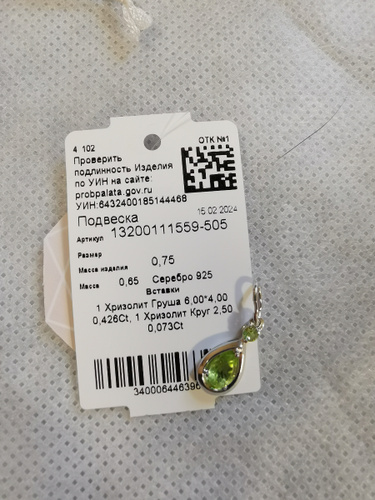 4 102
ОТК №1
Проверить
подлинность Изделия
по УИН на сайте:
probpalata.gov.ru
УИН:6432400185144468
Подвеска
15.02.2024
Артикул 13200111559-505
Размер
Масса изделия 0,75
Масса 0,65 Серебро 925
Вставки
1 Хризолит Груша 6,00*4,00
0,426Ct, 1 Хризолит Круг 2,50
0,073Ct